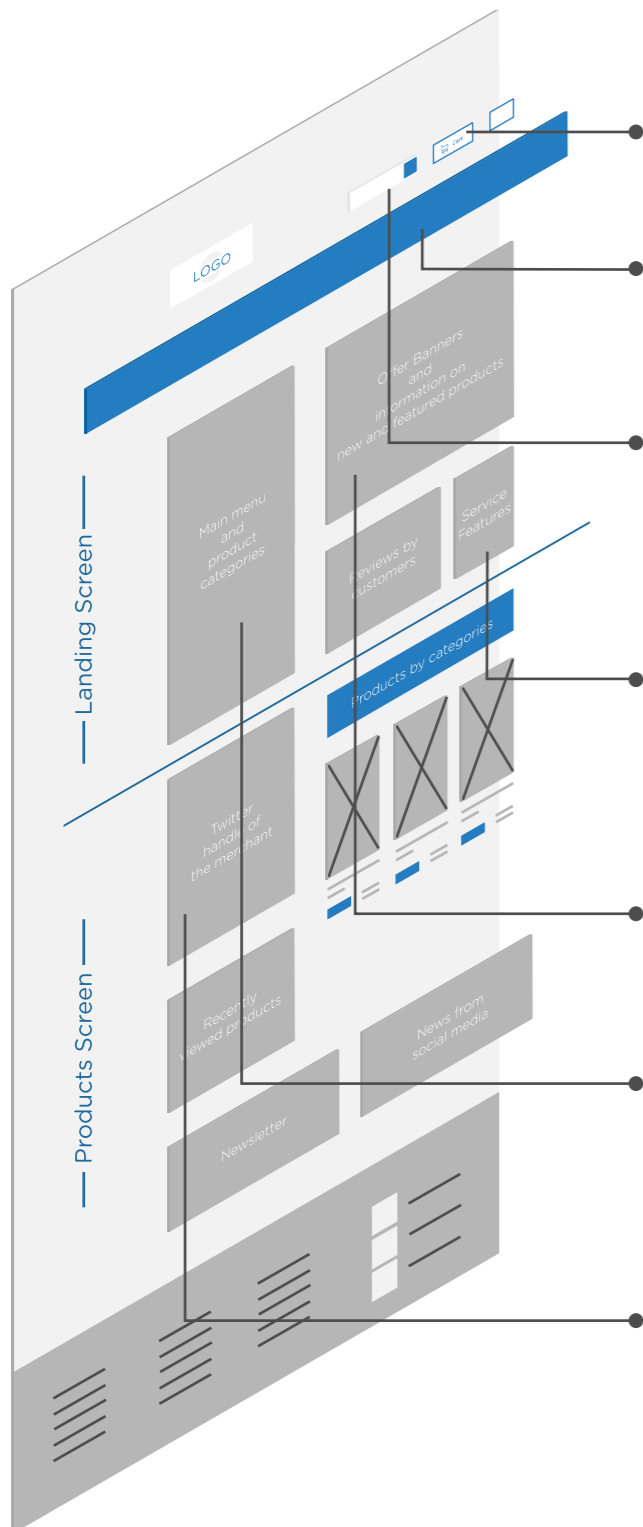 Cart
LOGO
Offer Banners
and
information on
new and featured products
Main menu
and
product
categories
Service
Features
Reviews by
customers
Landing Screen
Products by categories
Twitter
handle of
the merchant
Products Screen
Recently
viewed products
News from
social media
Newsletter